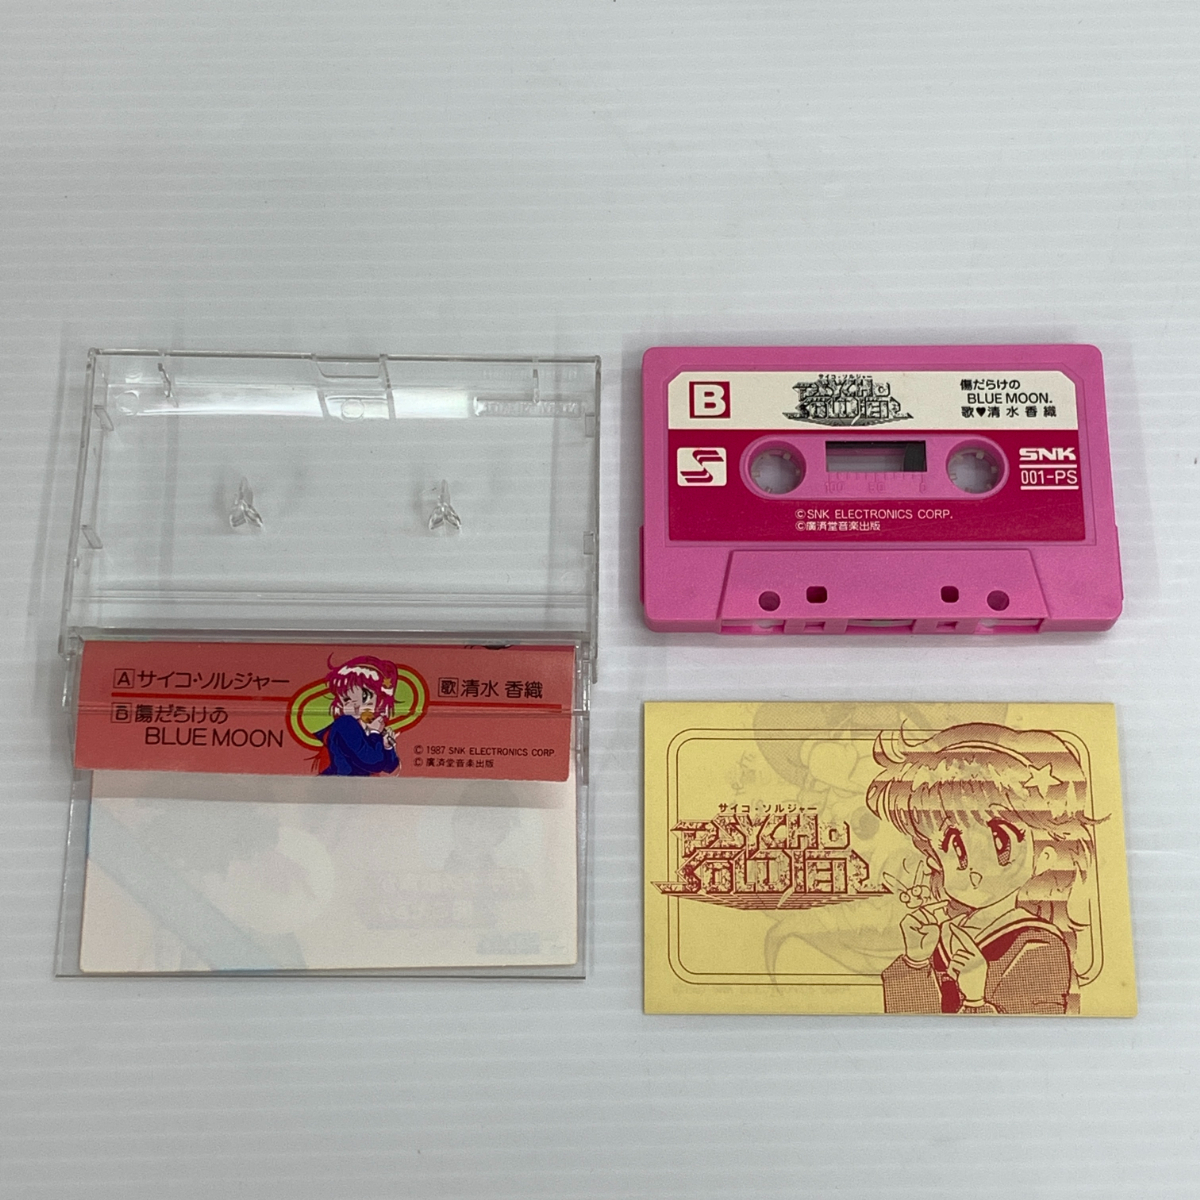 B
サイコ・ソルジャー
PSYCHO
SOLDIER
傷だらけの
BLUE MOON.
歌♥清水香織
SNK
001-PS
100 50 0
©SNK ELECTRONICS CORP.
©廣済堂音楽出版
A サイコ・ソルジャー
B 傷だらけの
BLUE MOON
歌 清水 香織
© 1987 SNK ELECTRONICS CORP.
© 廣済堂音楽出版
サイコ・ソルジャー
PSYCHO
SOLDIER